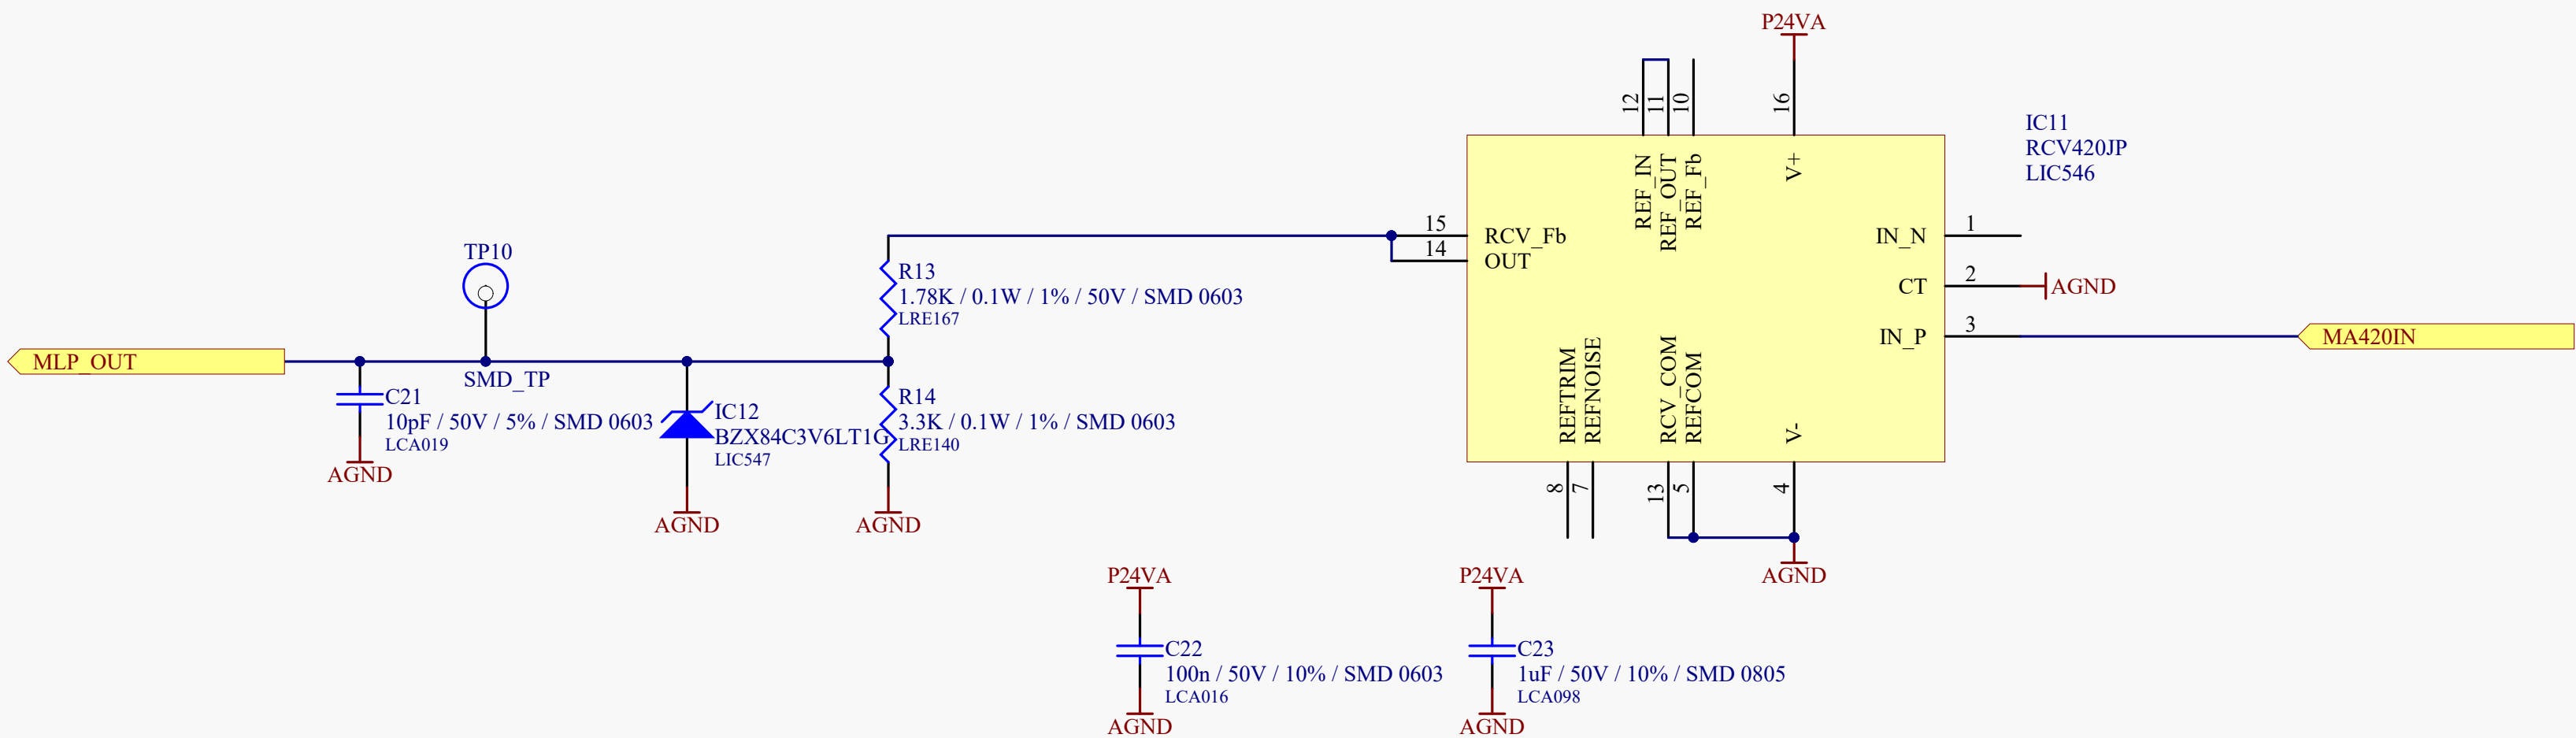 P24VA
12
11
10
16
IC11
RCV420JP
LIC546
REF_IN
REF_OUT
REF_Fb
V+
15
RCV_Fb
14
OUT
IN_N
1
CT
2
AGND
IN_P
3
MA420IN
TP10
SMD_TP
R13
1.78K / 0.1W / 1% / 50V / SMD 0603
LRE167
MLP_OUT
C21
10pF / 50V / 5% / SMD 0603
LCA019
AGND
IC12
BZX84C3V6LT1G
LIC547
AGND
R14
3.3K / 0.1W / 1% / SMD 0603
LRE140
AGND
REFTRIM
REFNOISE
RCV_COM
REFCOM
V-
8
7
13
5
4
AGND
P24VA
C22
100n / 50V / 10% / SMD 0603
LCA016
AGND
P24VA
C23
1uF / 50V / 10% / SMD 0805
LCA098
AGND